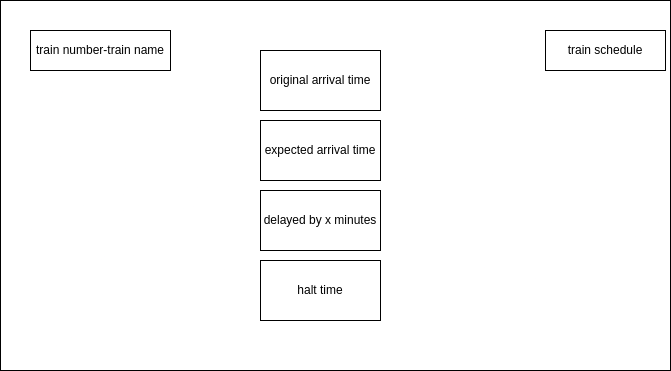 train number-train name
train schedule
original arrival time
expected arrival time
delayed by x minutes
halt time